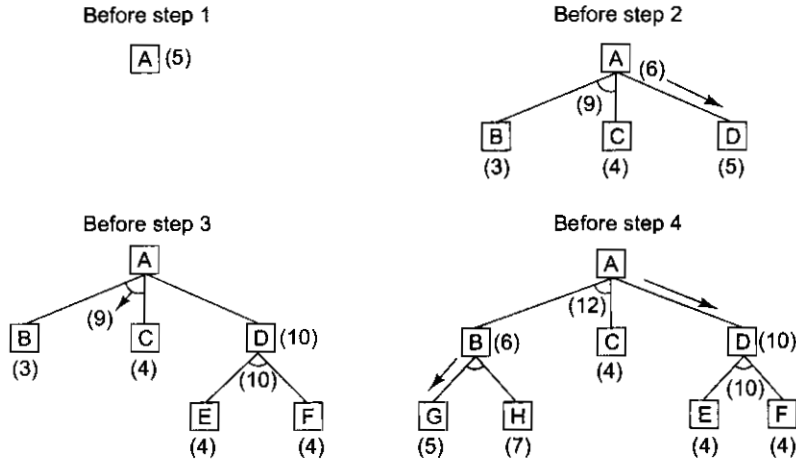 Before step 1
A (5)
Before step 2
A (6)
(9)
B C D
(3) (4) (5)
Before step 3
A
(9)
B C D (10)
(3) (4) (10)
E F
(4) (4)
Before step 4
A
(12)
B (6) C D (10)
(4) (10)
G H E F
(5) (7) (4) (4)